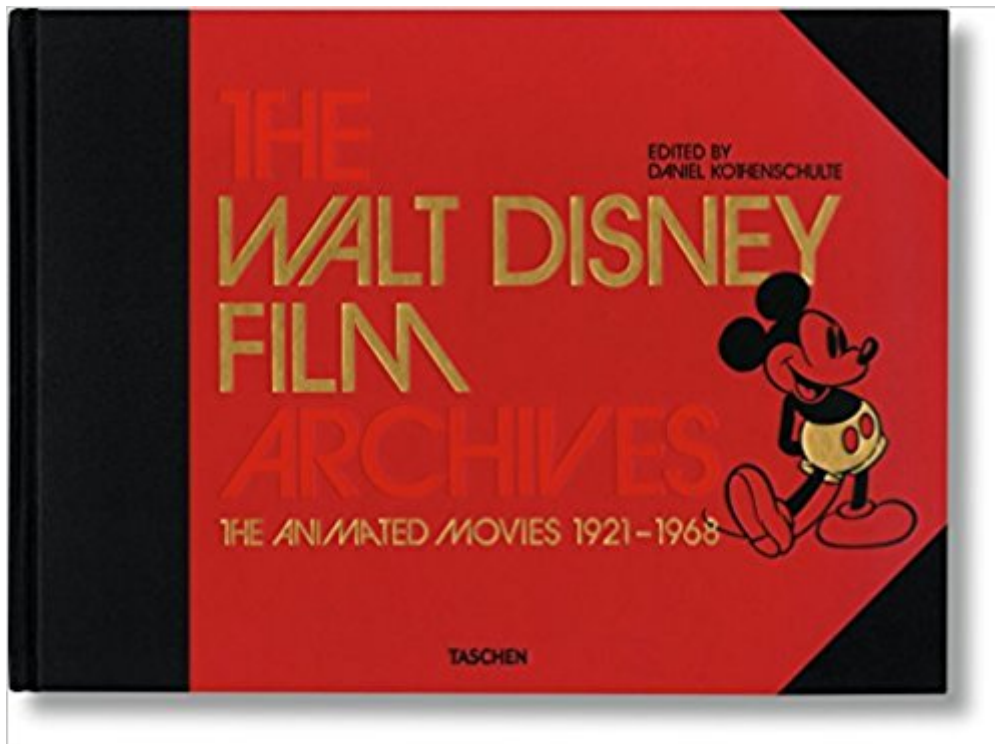 THE
EDITED BY
DANIEL KOTHENSCHULTE
WALT DISNEY
FILM
ARCHIVES
THE ANIMATED MOVIES 1921–1968
TASCHEN